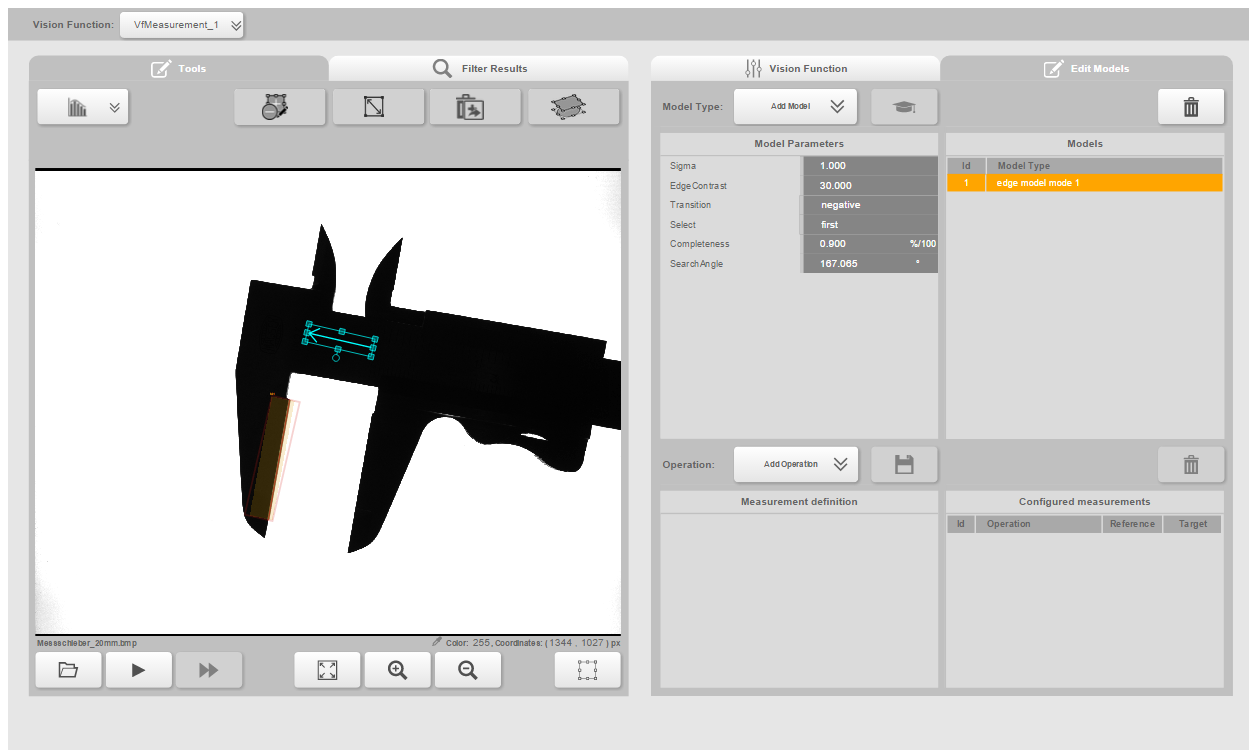 Vision Function:
VfMeasurement_1
Tools
Filter Results
Vision Function
Edit Models
Model Type:
Add Model
Model Parameters
Sigma 1.000
EdgeContrast 30.000
Transition negative
Select first
Completeness 0.900 %/100
SearchAngle 167.065 °
Models
Id Model Type
1 edge model mode 1
Messschieber_20mm.bmp
Color: 255, Coordinates: ( 1344 , 1027 ) px
Operation:
Add Operation
Measurement definition
Configured measurements
Id Operation Reference Target